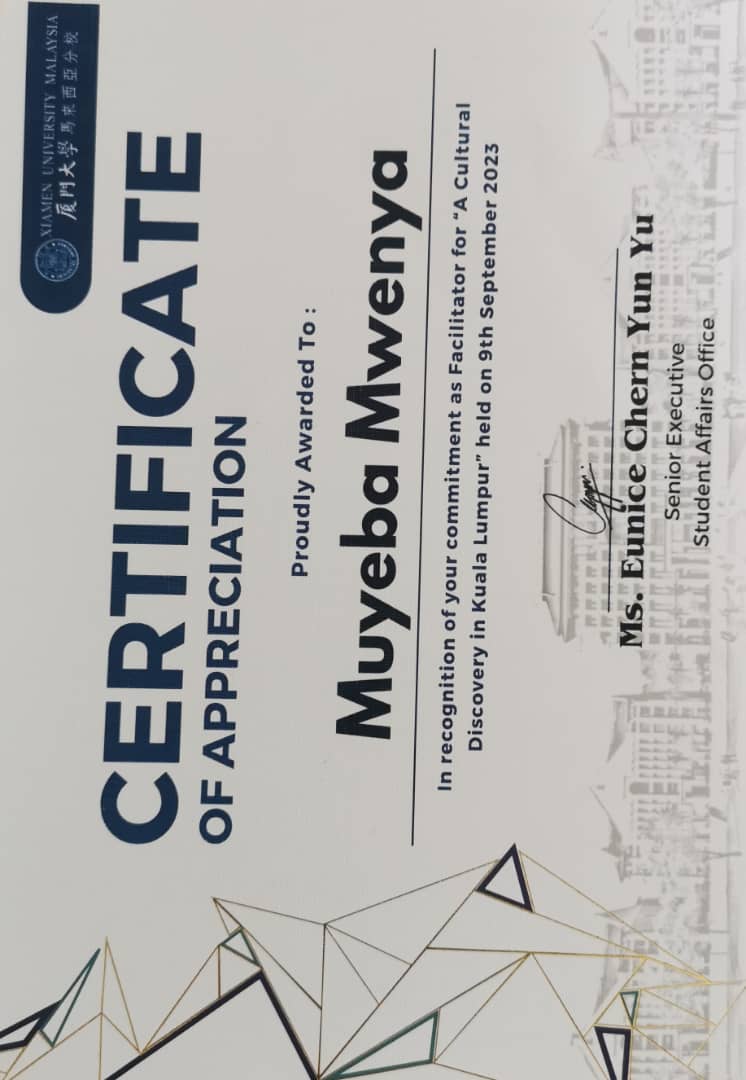 XIAMEN UNIVERSITY MALAYSIA
厦門大學 馬來西亞分校
CERTIFICATE
OF APPRECIATION
Proudly Awarded To :
Muyeba Mwenya
In recognition of your commitment as Facilitator for “A Cultural
Discovery in Kuala Lumpur” held on 9th September 2023
Ms. Eunice Chern Yun Yu
Senior Executive
Student Affairs Office